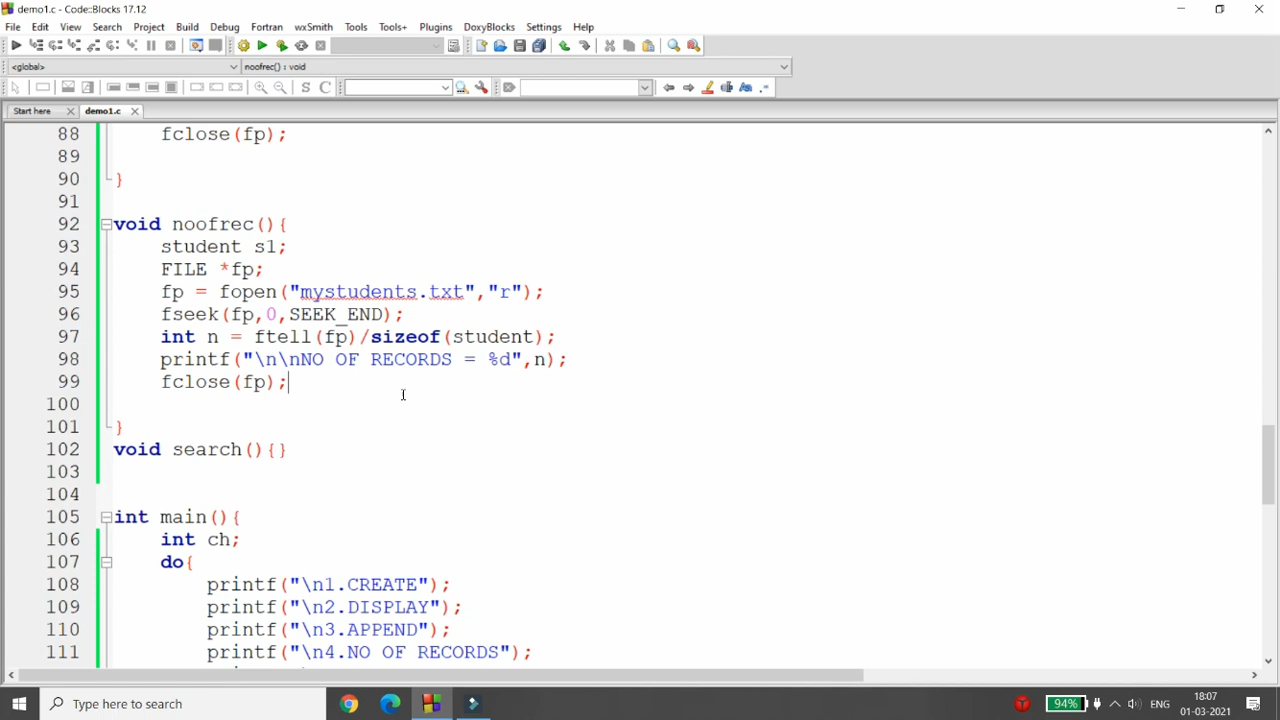 demo1.c - Code::Blocks 17.12
File Edit View Search Project Build Debug Fortran wxSmith Tools Tools+ Plugins DoxyBlocks Settings Help
<global> noofrec() : void
S C
Start here demo1.c
88 fclose(fp);
89
90 }
91
92 void noofrec(){
93 student s1;
94 FILE *fp;
95 fp = fopen("mystudents.txt","r");
96 fseek(fp,0,SEEK_END);
97 int n = ftell(fp)/sizeof(student);
98 printf("\n\nNO OF RECORDS = %d",n);
99 fclose(fp);
100
101 }
102 void search(){}
103
104
105 int main(){
106 int ch;
107 do{
108 printf("\n1.CREATE");
109 printf("\n2.DISPLAY");
110 printf("\n3.APPEND");
111 printf("\n4.NO OF RECORDS");
Type here to search
94% ENG 18:07
01-03-2021